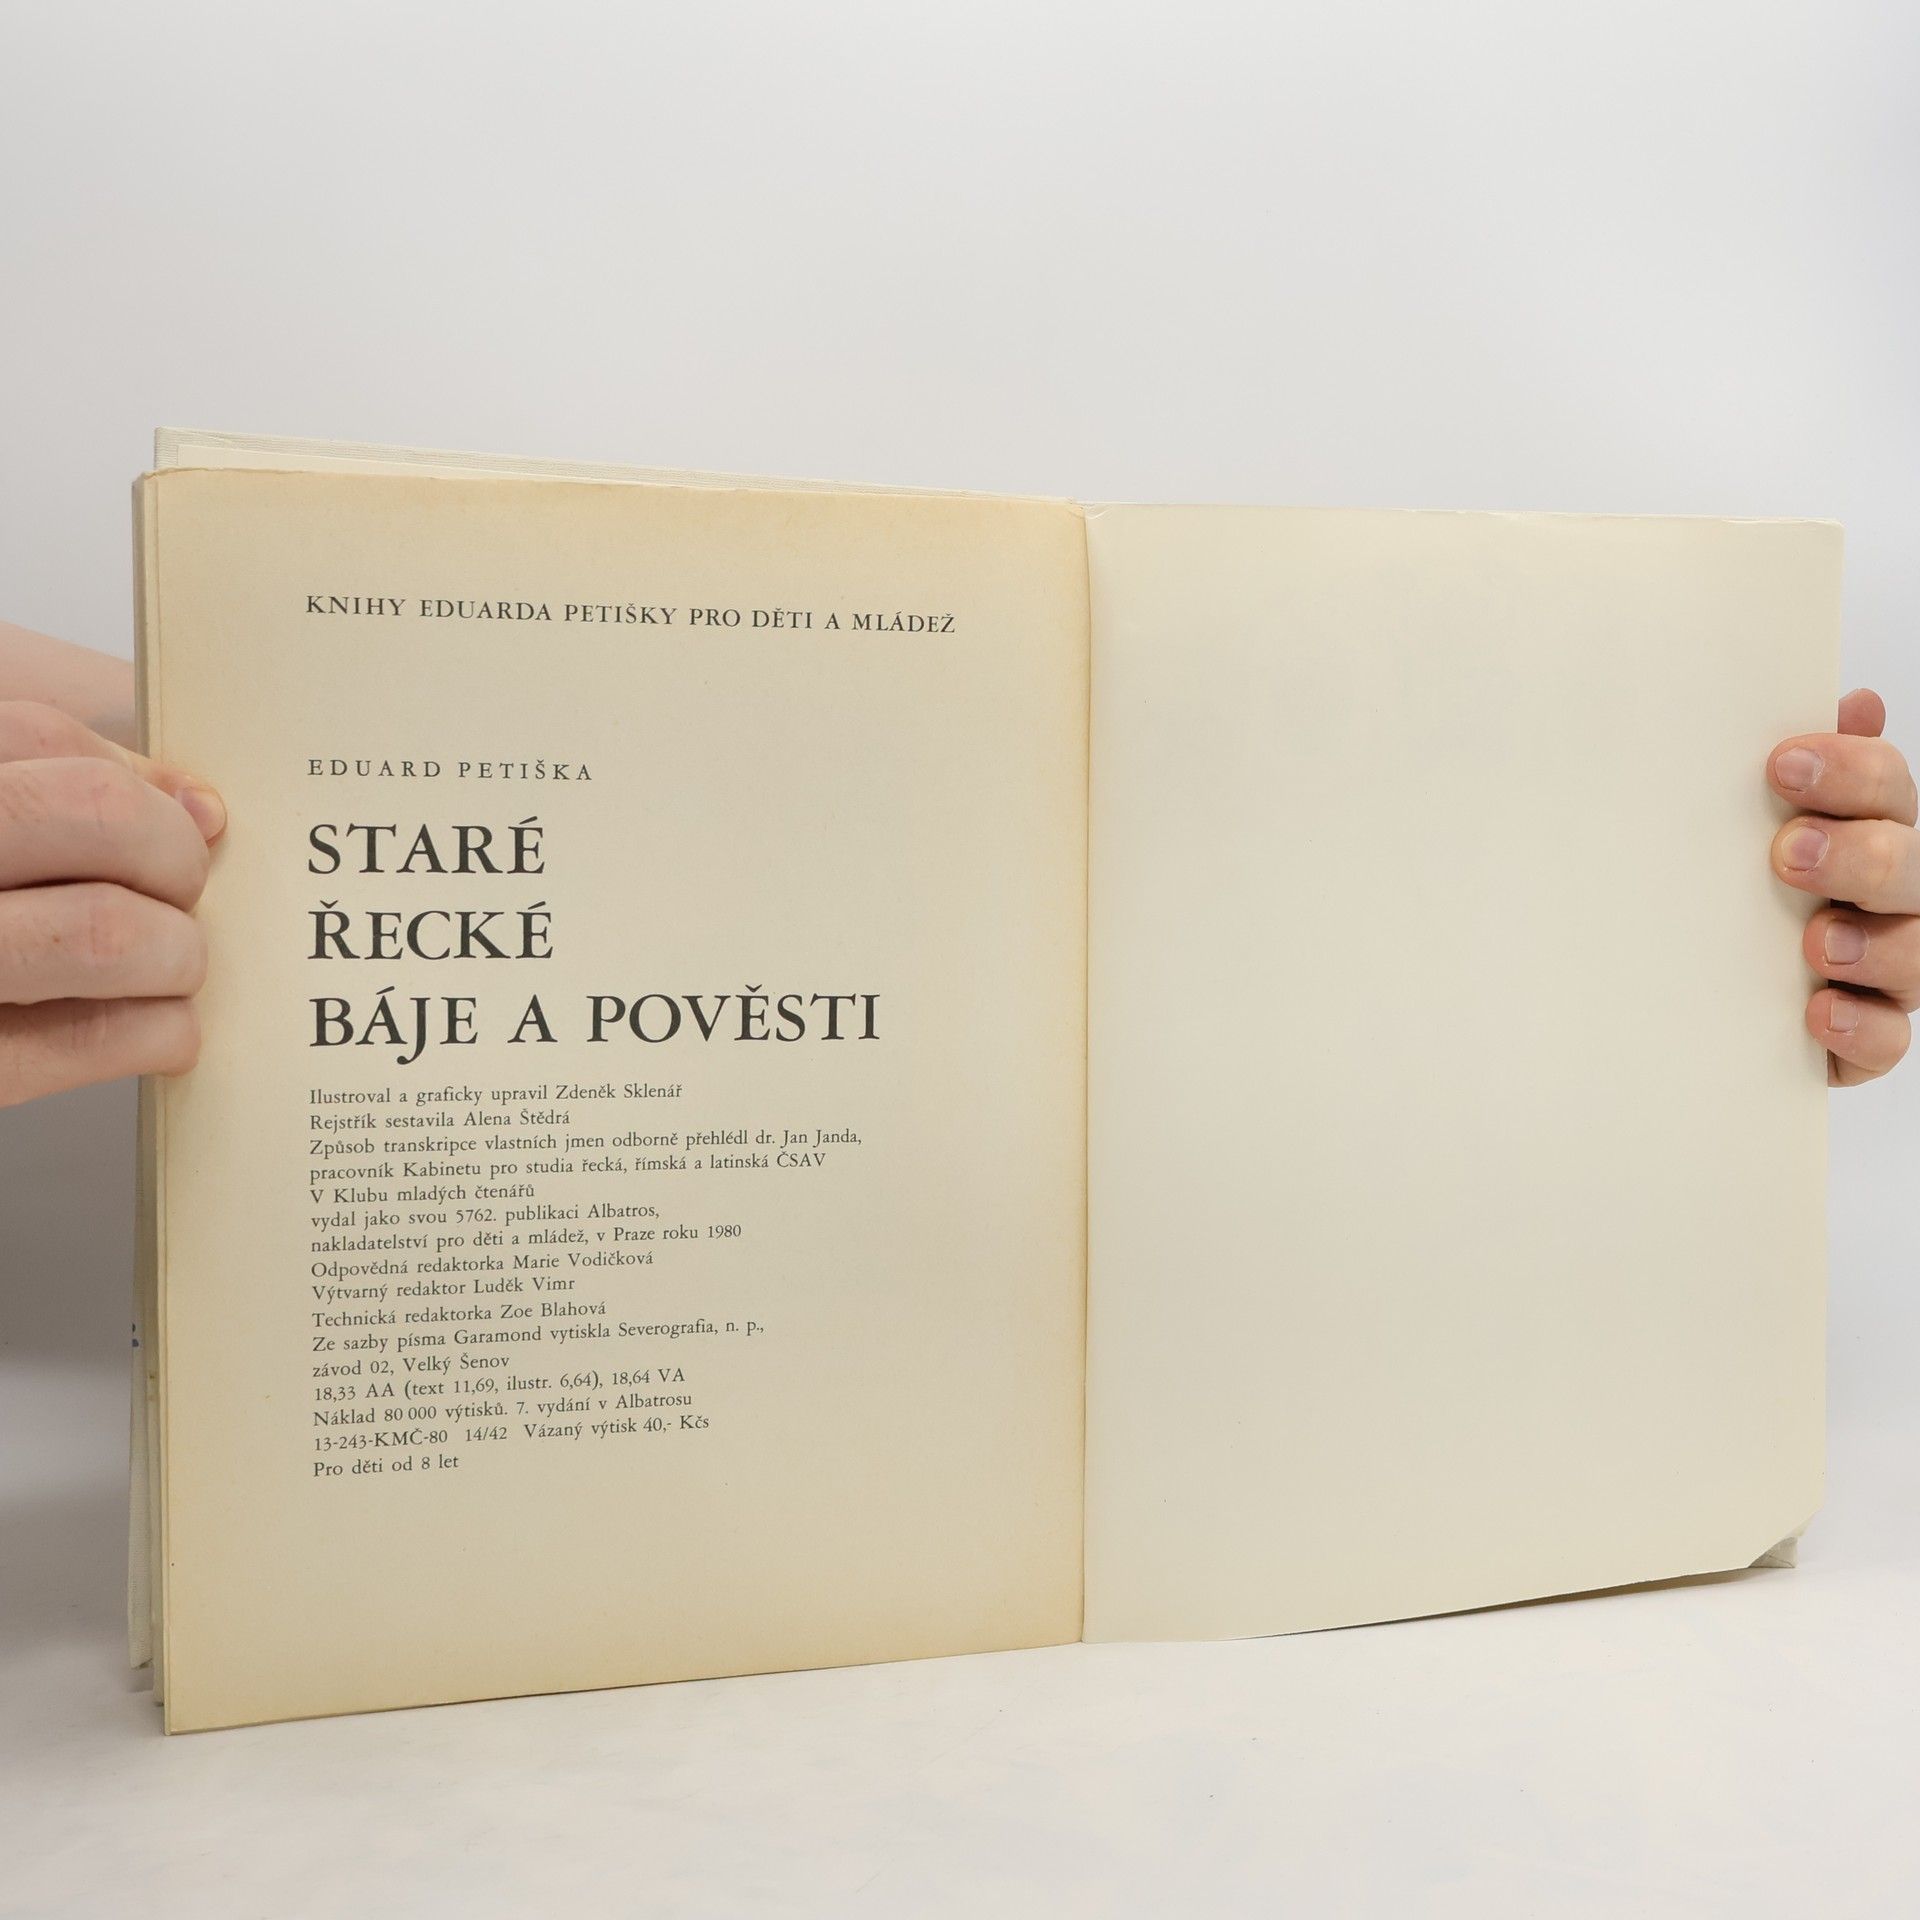 KNIHY EDUARDA PETIŠKY PRO DĚTI A MLÁDEŽ
EDUARD PETIŠKA
STARÉ
ŘECKÉ
BÁJE A POVĚSTI
Ilustroval a graficky upravil Zdeněk Sklenář
Rejstřík sestavila Alena Štědrá
Způsob transkripce vlastních jmen odborně přehlédl dr. Jan Janda,
pracovník Kabinetu pro studia řecká, římská a latinská ČSAV
V Klubu mladých čtenářů
vydal jako svou 5762. publikaci Albatros,
nakladatelství pro děti a mládež, v Praze roku 1980
Odpovědná redaktorka Marie Vodičková
Výtvarný redaktor Luděk Vimr
Technická redaktorka Zoe Blahová
Ze sazby písma Garamond vytiskla Severografia, n. p.,
závod 02, Velký Šenov
18,33 AA (text 11,69, ilustr. 6,64), 18,64 VA
Náklad 80 000 výtisků. 7. vydání v Albatrosu
13-243-KMČ-80 14/42 Vázaný výtisk 40,- Kčs
Pro děti od 8 let